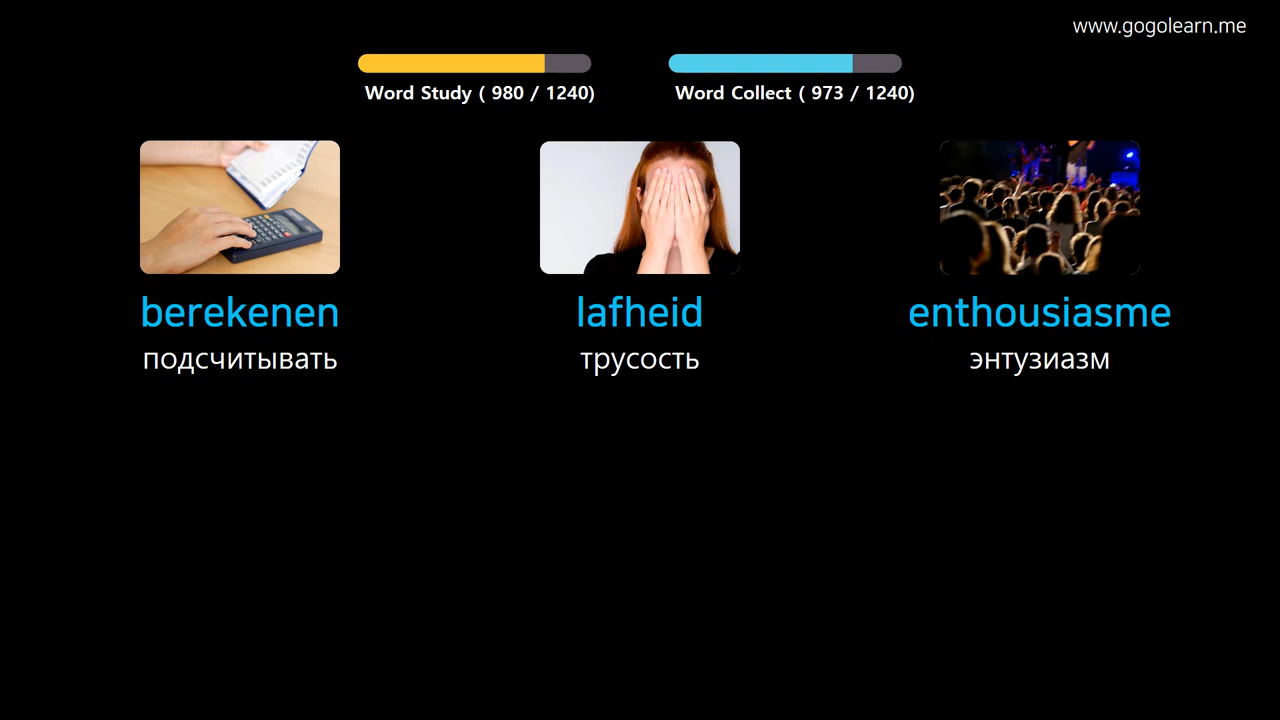 www.gogolearn.me
Word Study ( 980 / 1240)
Word Collect ( 973 / 1240)
berekenen
подсчитывать
lafheid
трусость
enthousiasme
энтузиазм